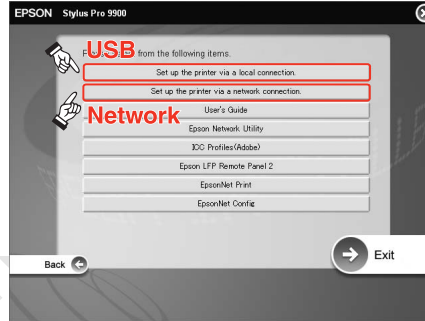 EPSON Stylus Pro 9900
USB
from the following items.
Set up the printer via a local connection.
Set up the printer via a network connection.
Network
User's Guide
Epson Network Utility
ICC Profiles(Adobe)
Epson LFP Remote Panel 2
EpsonNet Print
EpsonNet Config
Exit
Back